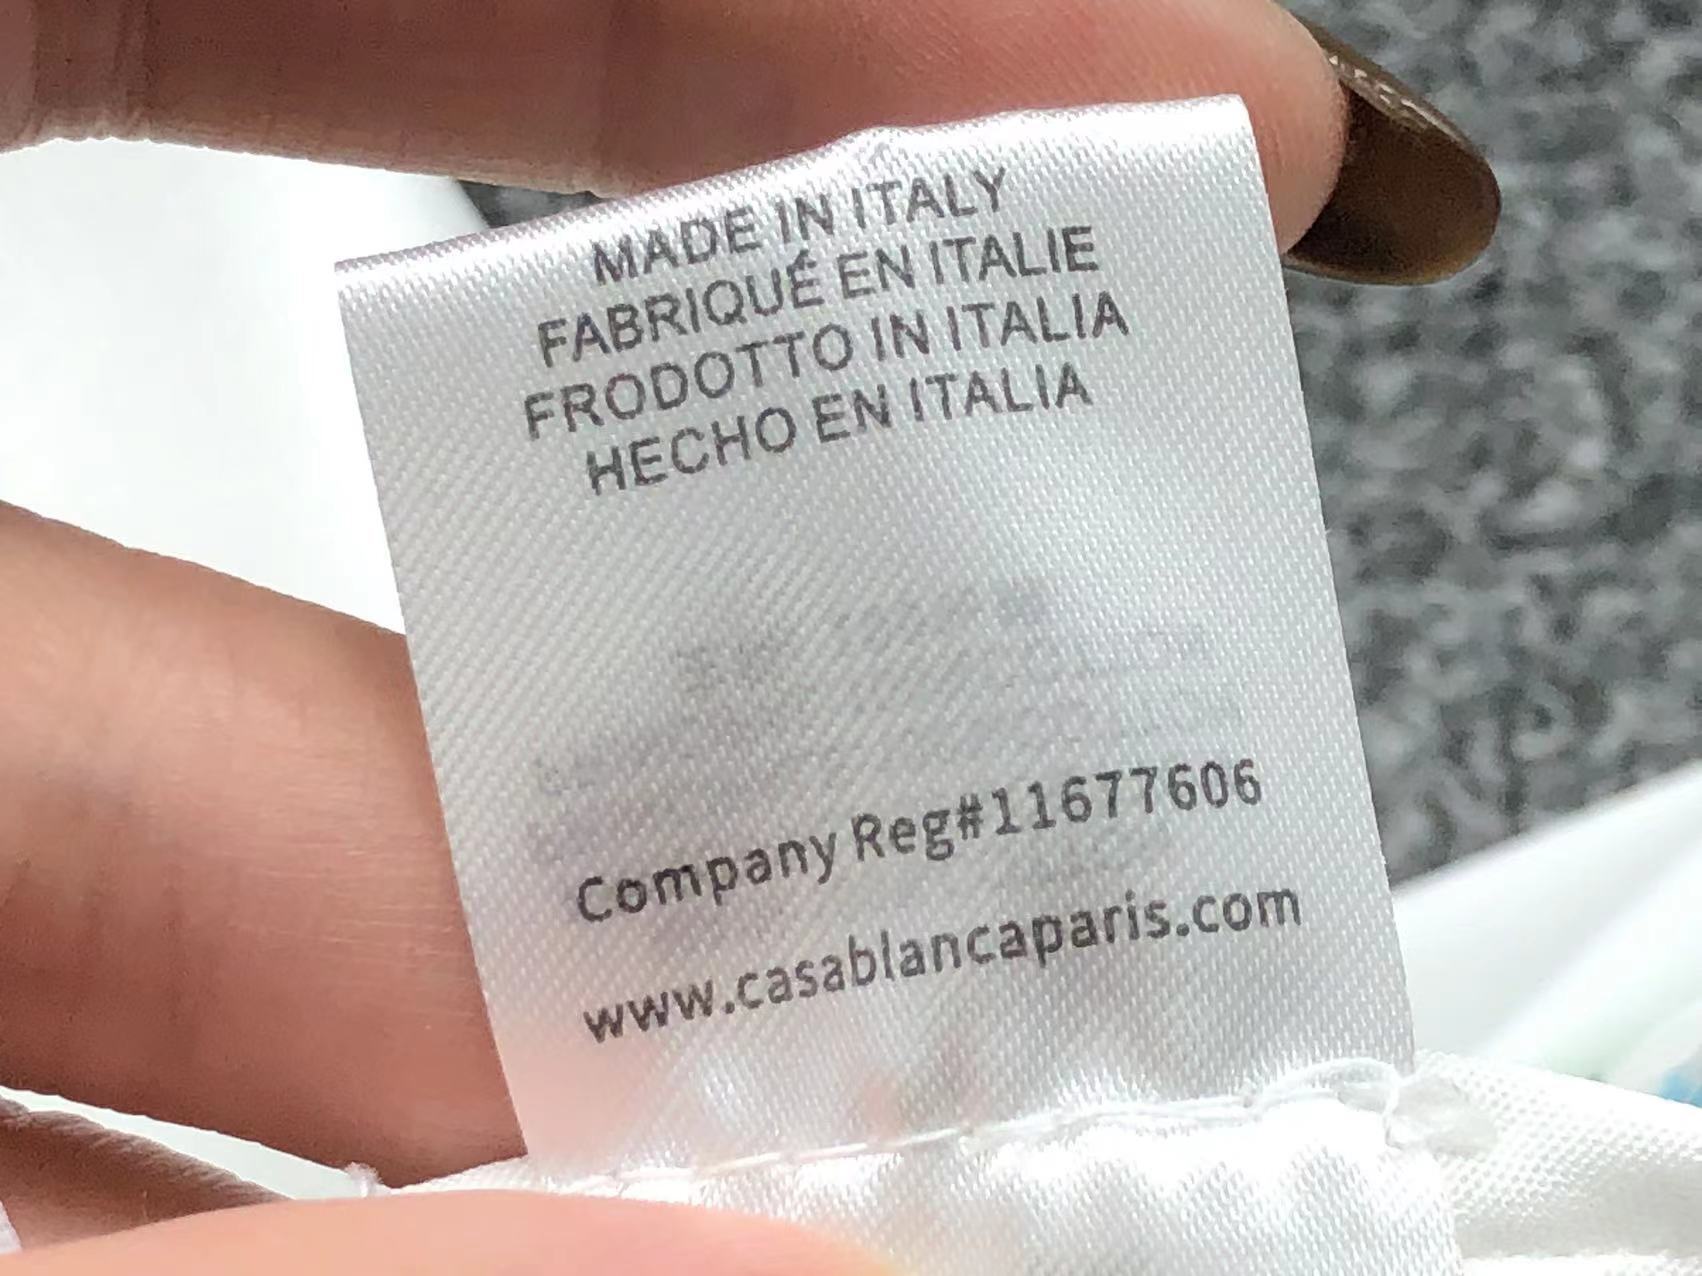 MADE IN ITALY
FABRIQUÉ EN ITALIE
FRODOTTO IN ITALIA
HECHO EN ITALIA
Company Reg#11677606
www.casablancaparis.com